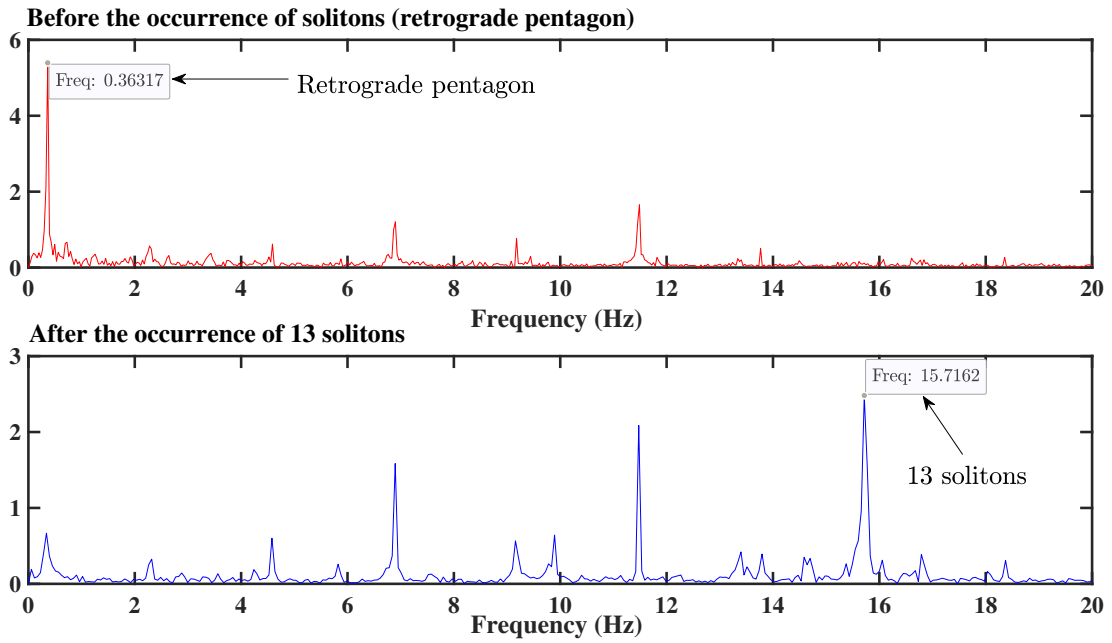 Before the occurrence of solitons (retrograde pentagon)
6
Freq: 0.36317
Retrograde pentagon
4
2
0
0 2 4 6 8 10 12 14 16 18 20
Frequency (Hz)
After the occurrence of 13 solitons
3
Freq: 15.7162
2
13 solitons
1
0
0 2 4 6 8 10 12 14 16 18 20
Frequency (Hz)